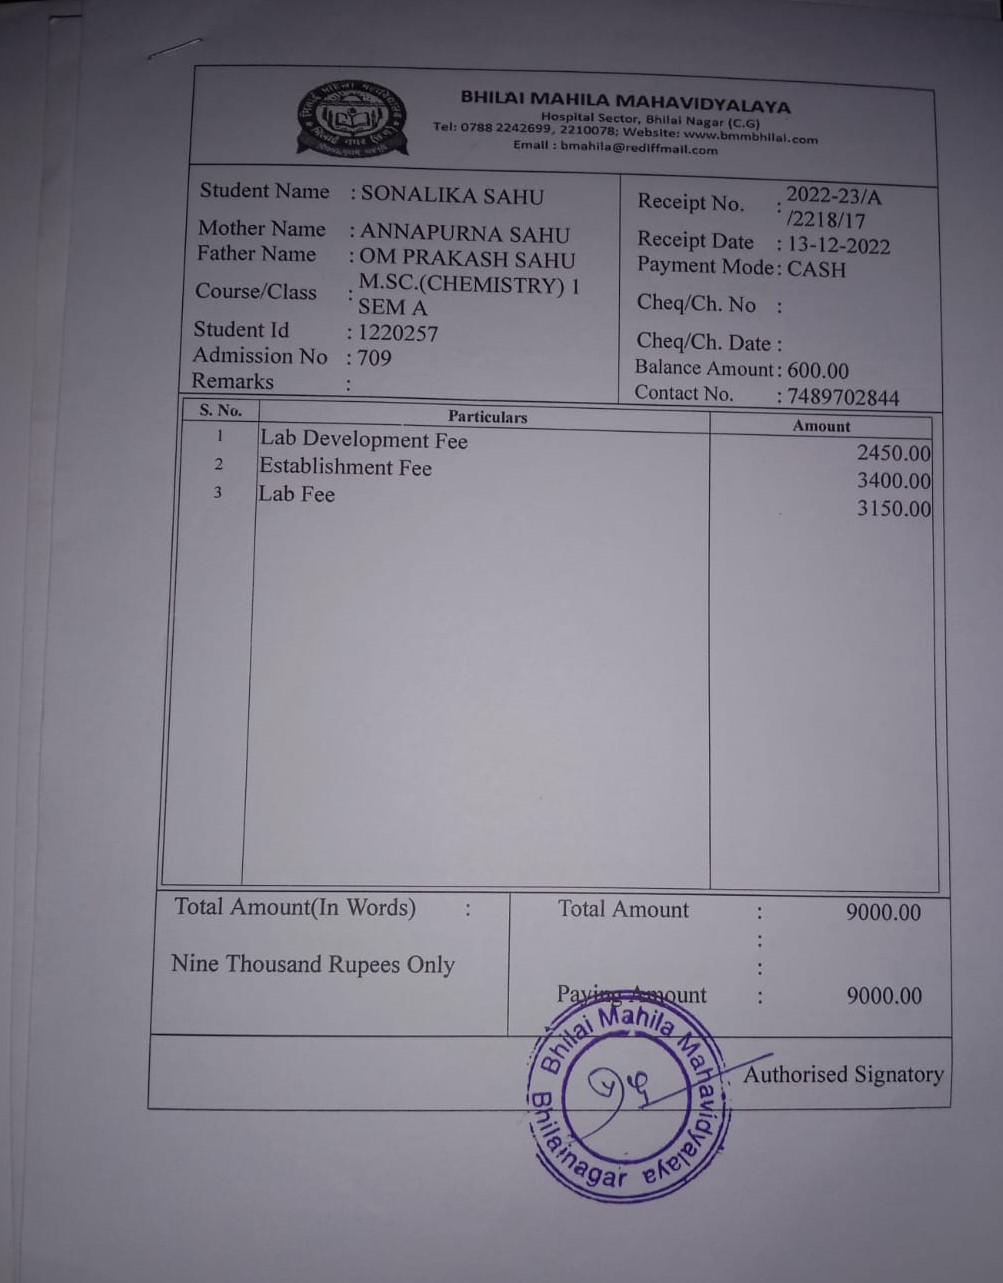 BHILAI MAHILA MAHAVIDYALAYA
Hospital Sector, Bhilai Nagar (C.G)
Tel: 0788 2242699, 2210078; Website: www.bmmbhilai.com
Email : bmahila@rediffmail.com
Student Name : SONALIKA SAHU
Mother Name : ANNAPURNA SAHU
Father Name : OM PRAKASH SAHU
Course/Class : M.SC.(CHEMISTRY) 1
SEM A
Student Id : 1220257
Admission No : 709
Remarks :
Receipt No. : 2022-23/A
/2218/17
Receipt Date : 13-12-2022
Payment Mode : CASH
Cheq/Ch. No :
Cheq/Ch. Date :
Balance Amount : 600.00
Contact No. : 7489702844
S. No. Particulars Amount
1 Lab Development Fee 2450.00
2 Establishment Fee 3400.00
3 Lab Fee 3150.00
Total Amount(In Words) :
Nine Thousand Rupees Only
Total Amount : 9000.00
:
:
Paying Amount : 9000.00
Authorised Signatory
Bhilai Mahila Mahavidyalaya
Bhilainagar